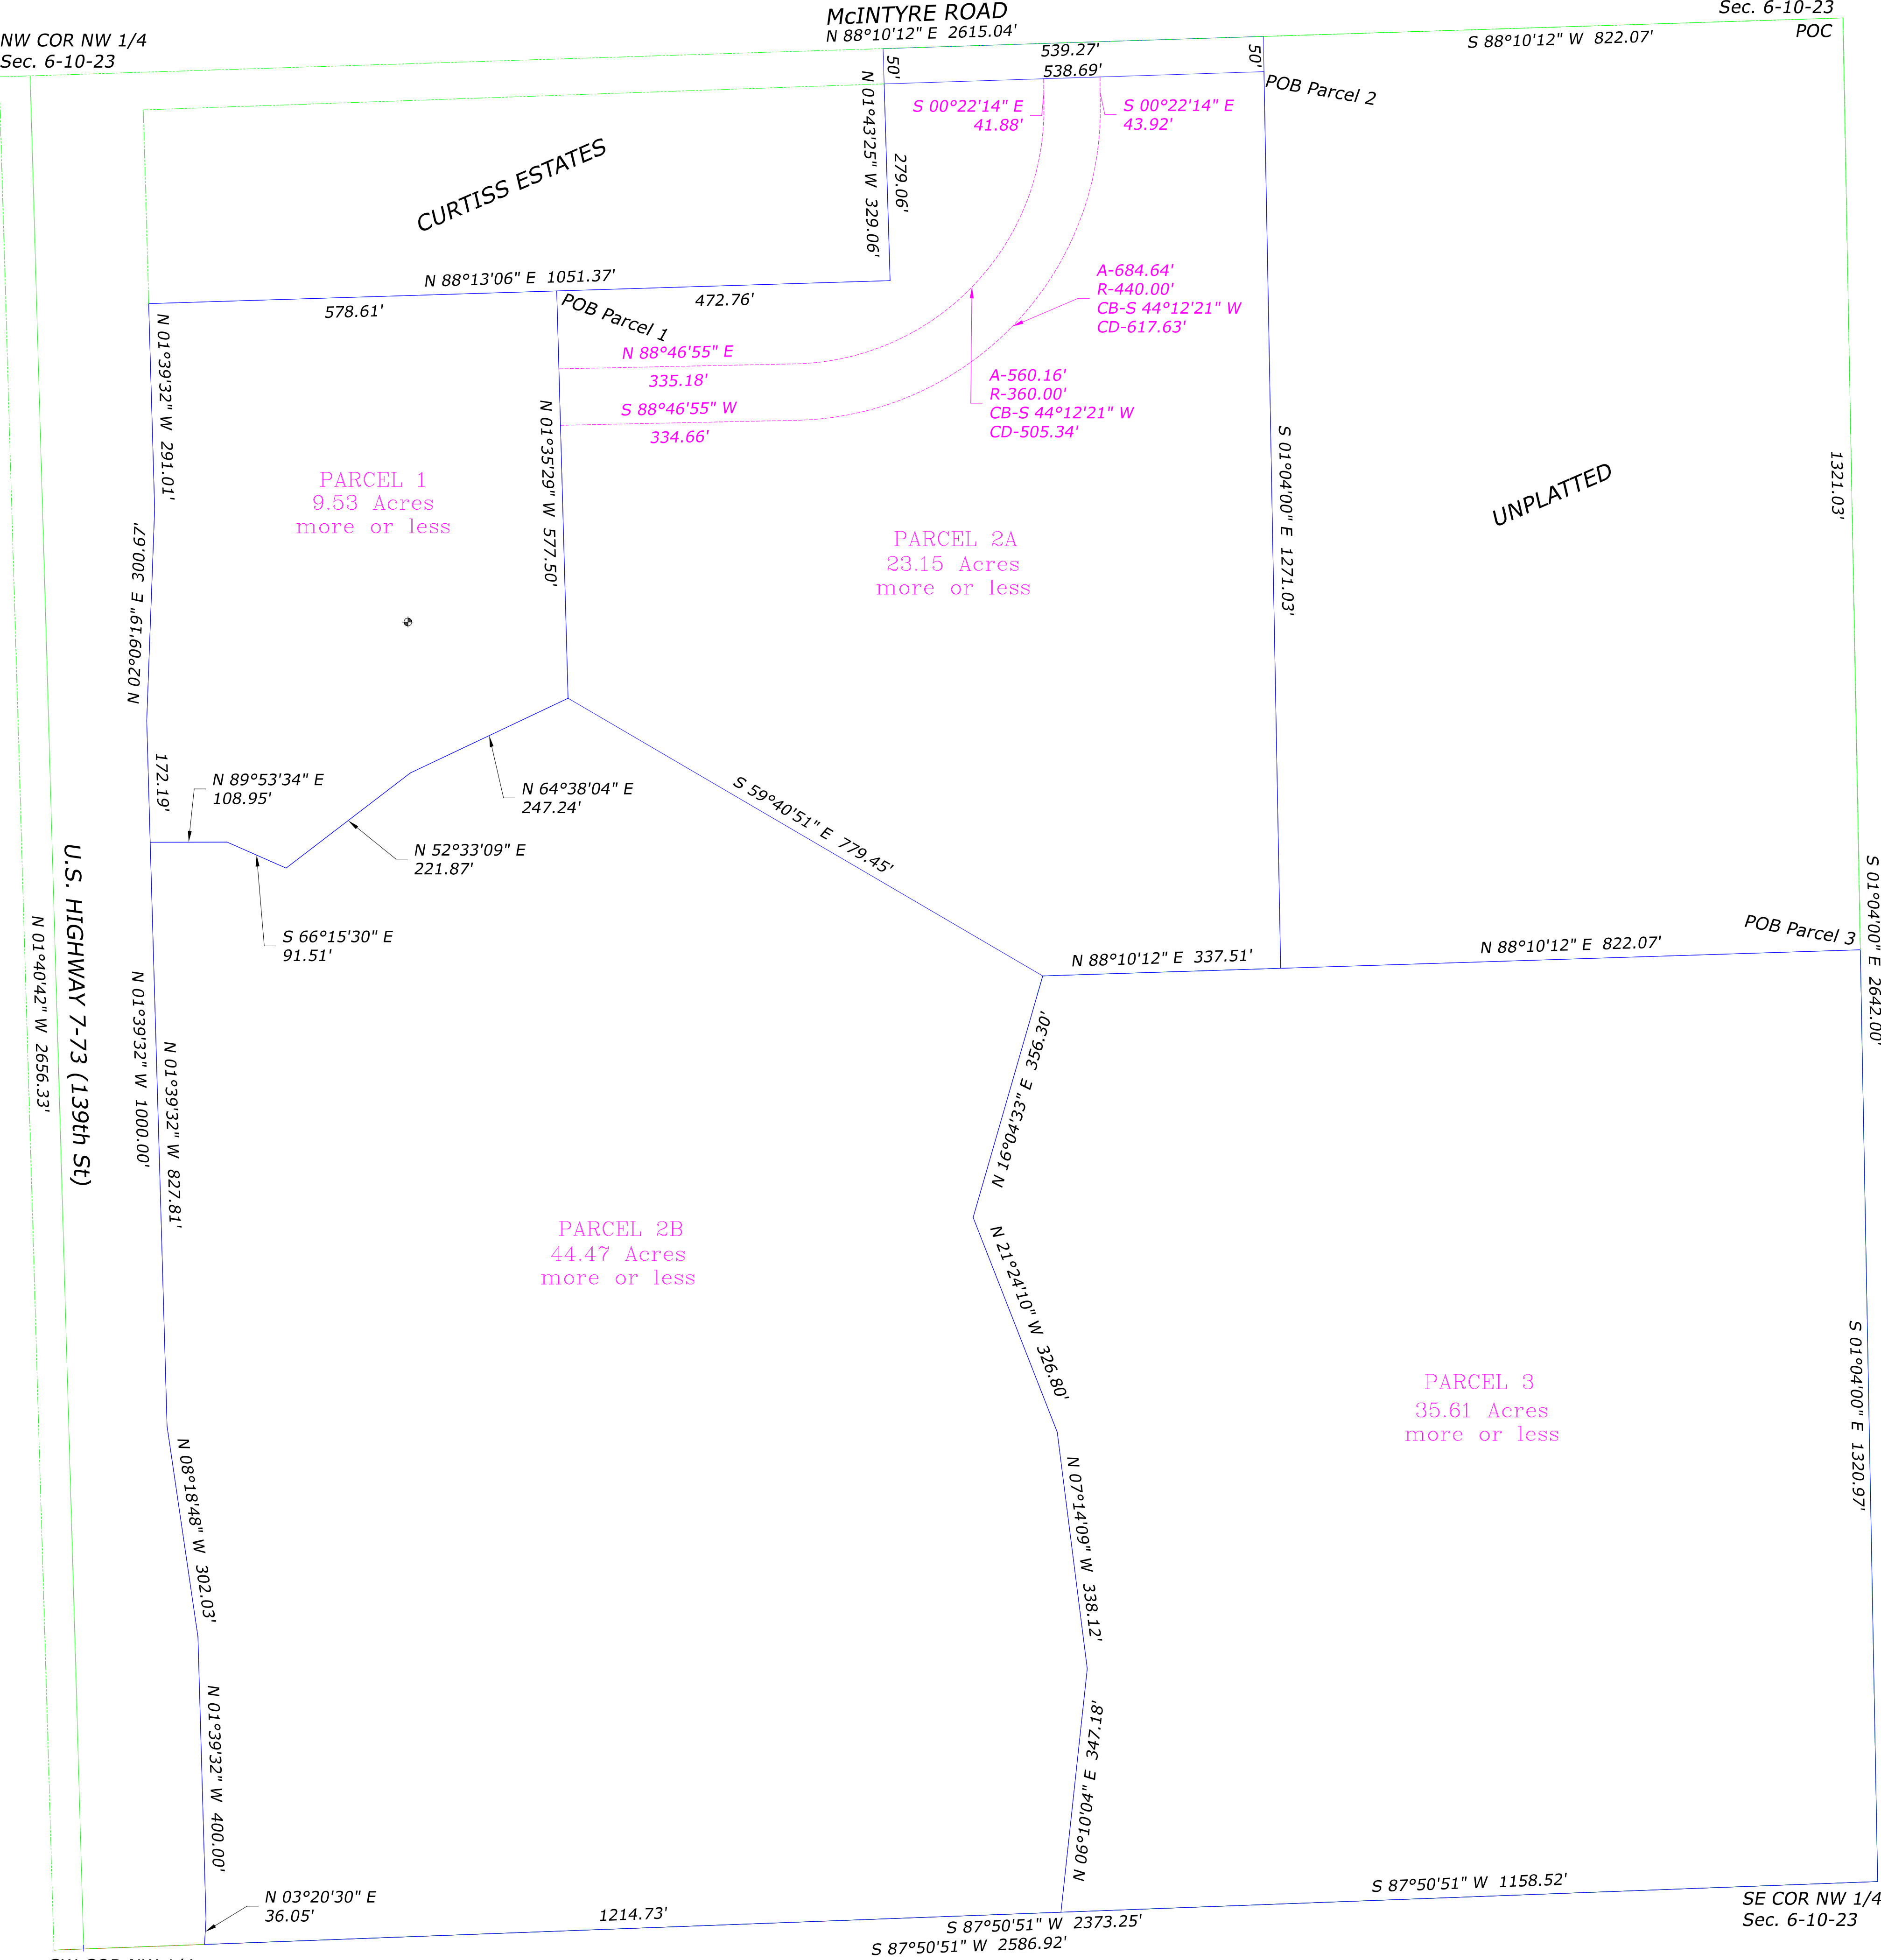 McINTYRE ROAD
N 88°10'12" E 2615.04'
Sec. 6-10-23
POC
NW COR NW 1/4
Sec. 6-10-23
539.27'
538.69'
50'
50'
S 88°10'12" W 822.07'
POB Parcel 2
S 00°22'14" E
41.88'
S 00°22'14" E
43.92'
N 01°43'25" W 329.06'
279.06'
CURTISS ESTATES
N 88°13'06" E 1051.37'
578.61'
472.76'
POB Parcel 1
A-684.64'
R-440.00'
CB-S 44°12'21" W
CD-617.63'
N 88°46'55" E
335.18'
S 88°46'55" W
334.66'
A-560.16'
R-360.00'
CB-S 44°12'21" W
CD-505.34'
N 01°39'32" W 291.01'
N 01°35'29" W 577.50'
S 01°04'00" E 1271.03'
UNPLATTED
1321.03'
PARCEL 1
9.53 Acres
more or less
PARCEL 2A
23.15 Acres
more or less
N 02°09'19" E 300.67'
172.19'
N 89°53'34" E
108.95'
N 64°38'04" E
247.24'
N 52°33'09" E
221.87'
S 66°15'30" E
91.51'
S 59°40'51" E 779.45'
N 88°10'12" E 337.51'
N 88°10'12" E 822.07'
POB Parcel 3
S 01°04'00" E 2642.00'
U.S. HIGHWAY 7-73 (139th St)
N 01°40'42" W 2656.33'
N 01°39'32" W 1000.00'
N 01°39'32" W 827.81'
N 16°04'33" E 356.30'
PARCEL 2B
44.47 Acres
more or less
N 21°24'10" W 326.80'
PARCEL 3
35.61 Acres
more or less
S 01°04'00" E 1320.97'
N 08°18'48" W 302.03'
N 07°14'09" W 338.12'
N 01°39'32" W 400.00'
N 06°10'04" E 347.18'
N 03°20'30" E
36.05'
1214.73'
S 87°50'51" W 1158.52'
S 87°50'51" W 2373.25'
S 87°50'51" W 2586.92'
SE COR NW 1/4
Sec. 6-10-23